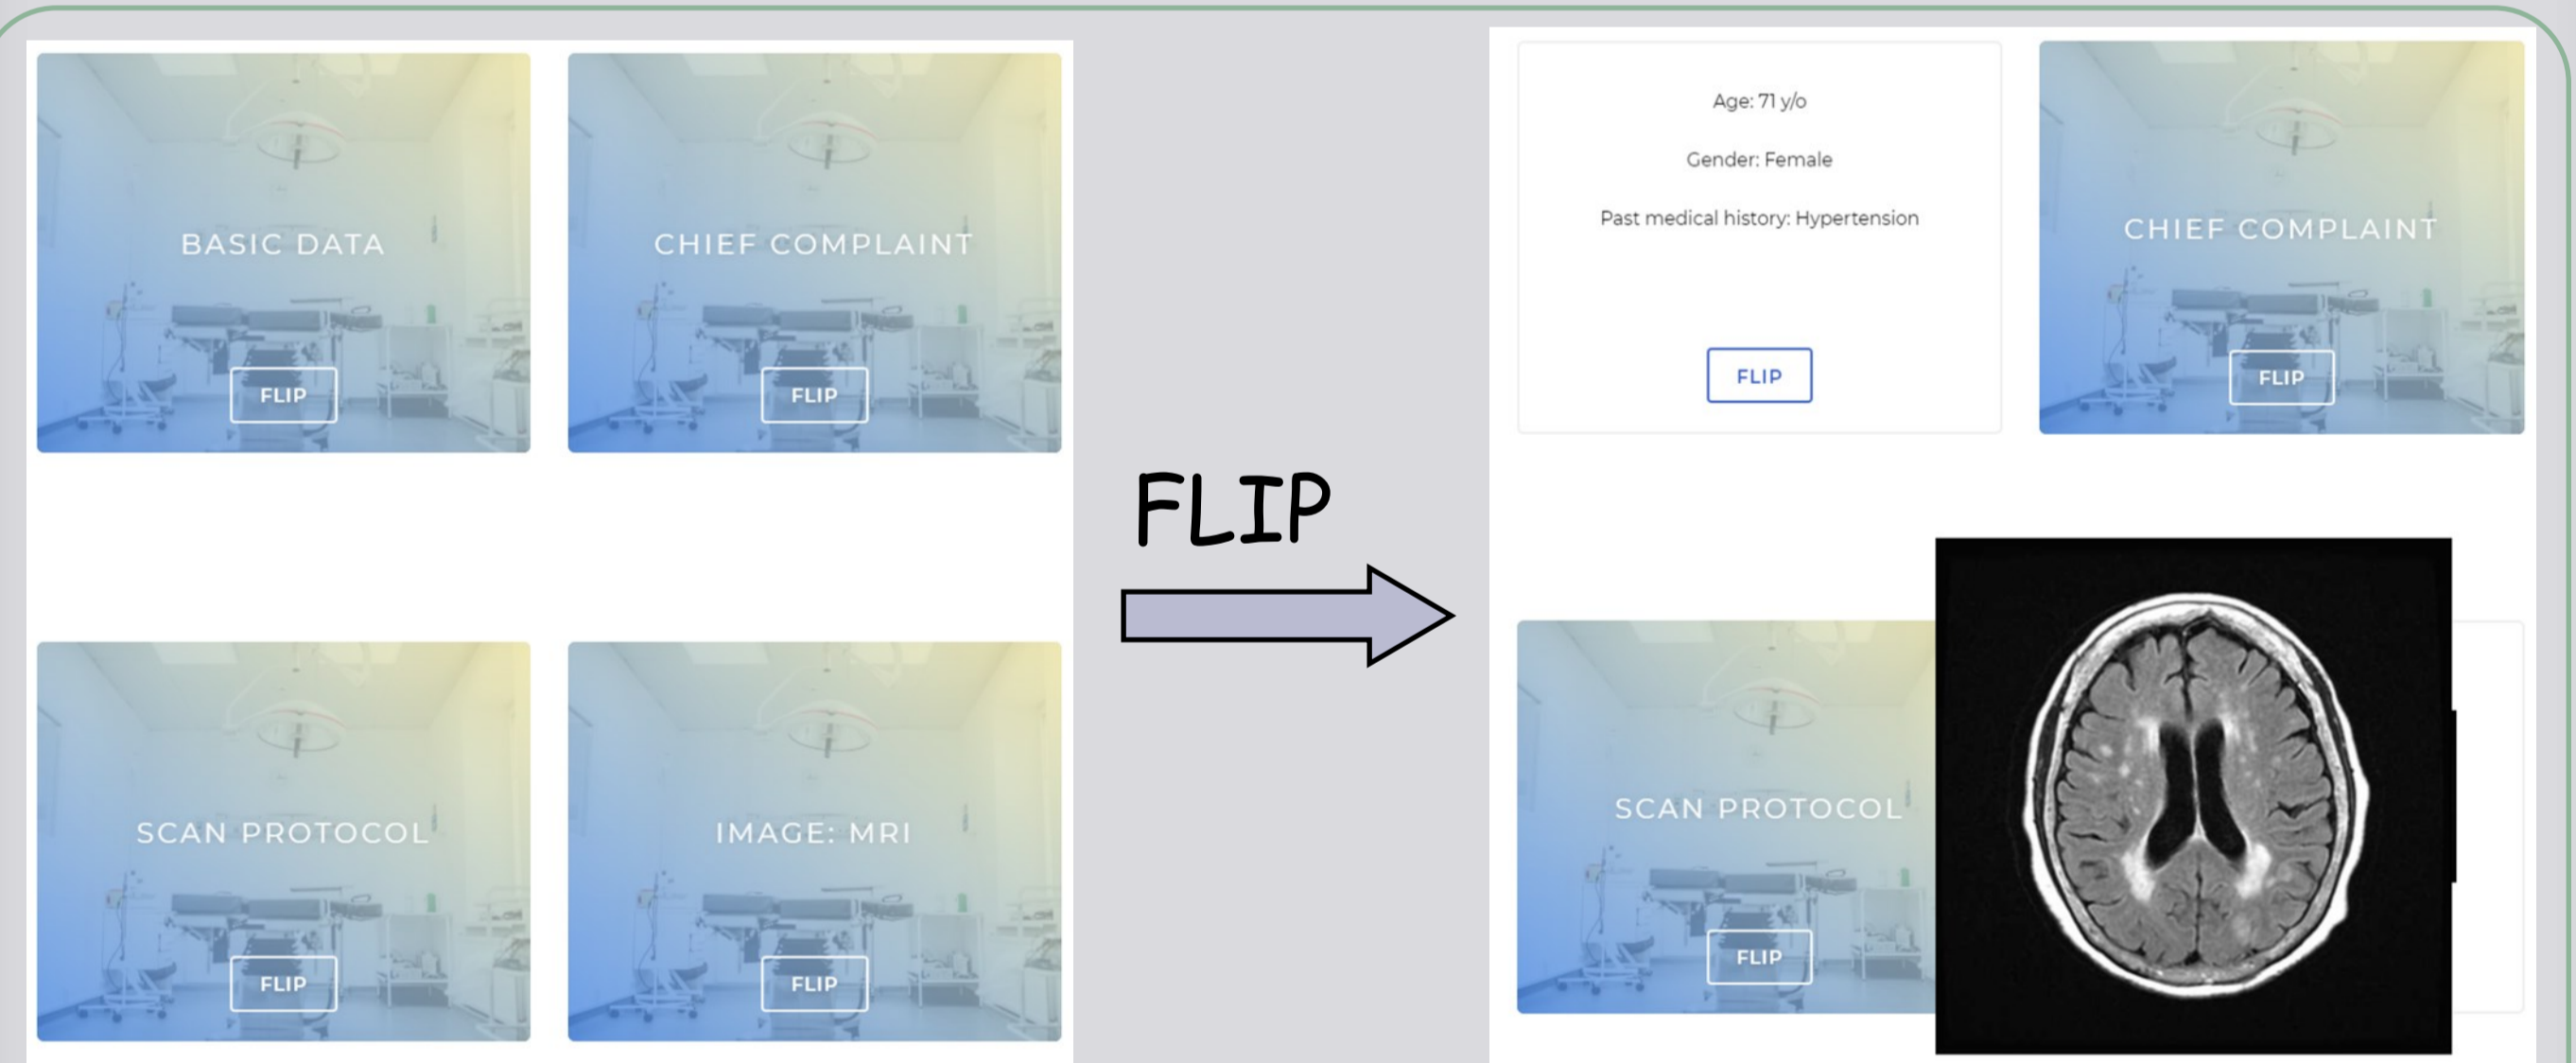 BASIC DATA
FLIP
CHIEF COMPLAINT
FLIP
SCAN PROTOCOL
FLIP
IMAGE: MRI
FLIP
FLIP
Age: 71 y/o
Gender: Female
Past medical history: Hypertension
FLIP
CHIEF COMPLAINT
FLIP
SCAN PROTOCOL
FLIP